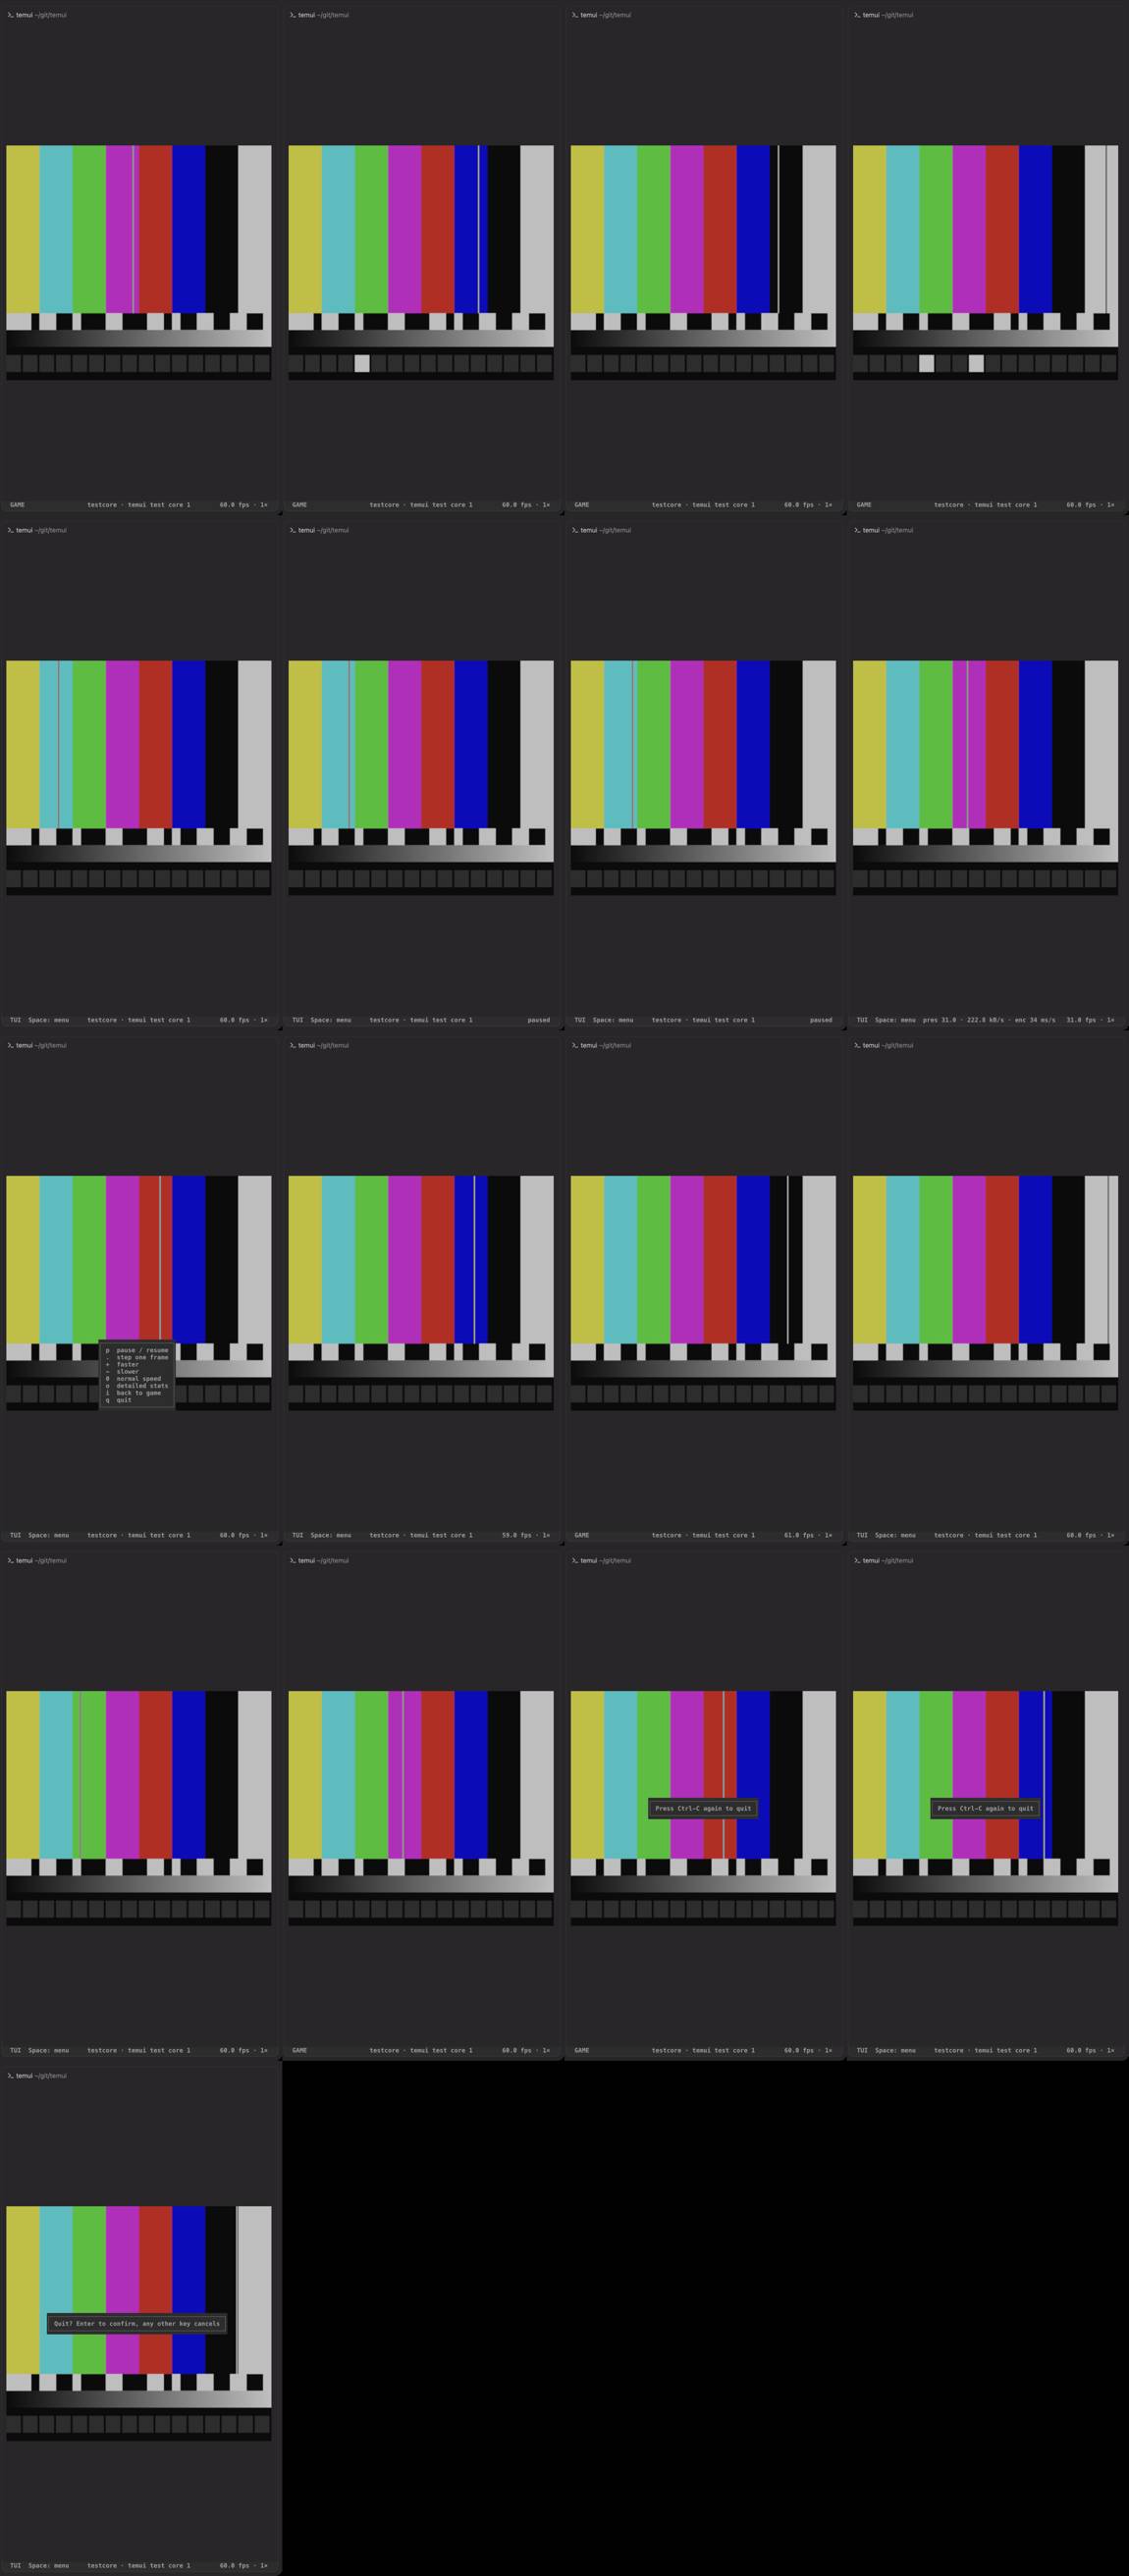 temui ~/git/temui
temui ~/git/temui
temui ~/git/temui
temui ~/git/temui
GAME testcore · temui test core 1 60.0 fps · 1×
GAME testcore · temui test core 1 60.0 fps · 1×
GAME testcore · temui test core 1 60.0 fps · 1×
GAME testcore · temui test core 1 60.0 fps · 1×
temui ~/git/temui
temui ~/git/temui
temui ~/git/temui
temui ~/git/temui
TUI Space: menu testcore · temui test core 1 60.0 fps · 1×
TUI Space: menu testcore · temui test core 1 paused
TUI Space: menu testcore · temui test core 1 paused
TUI Space: menu pres 31.0 · 222.8 kB/s · enc 34 ms/s 31.0 fps · 1×
temui ~/git/temui
temui ~/git/temui
temui ~/git/temui
temui ~/git/temui
p pause / resume
. step one frame
+ faster
- slower
0 normal speed
o detailed stats
i back to game
q quit
TUI Space: menu testcore · temui test core 1 60.0 fps · 1×
TUI Space: menu testcore · temui test core 1 59.0 fps · 1×
GAME testcore · temui test core 1 61.0 fps · 1×
TUI Space: menu testcore · temui test core 1 60.0 fps · 1×
temui ~/git/temui
temui ~/git/temui
temui ~/git/temui
temui ~/git/temui
Press Ctrl-C again to quit
Press Ctrl-C again to quit
TUI Space: menu testcore · temui test core 1 60.0 fps · 1×
GAME testcore · temui test core 1 60.0 fps · 1×
GAME testcore · temui test core 1 60.0 fps · 1×
TUI Space: menu testcore · temui test core 1 60.0 fps · 1×
temui ~/git/temui
Quit? Enter to confirm, any other key cancels
TUI Space: menu testcore · temui test core 1 60.0 fps · 1×